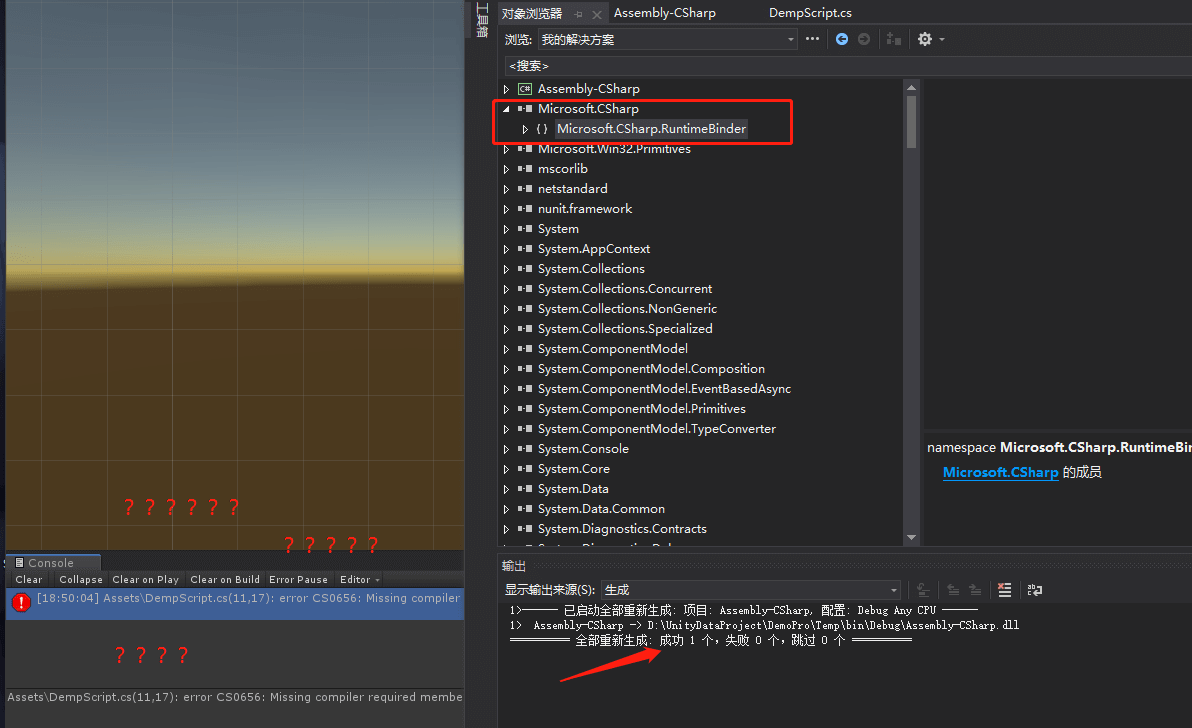 工具箱
对象浏览器
Assembly-CSharp
DempScript.cs
浏览:
我的解决方案
<搜索>
C# Assembly-CSharp
Microsoft.CSharp
{} Microsoft.CSharp.RuntimeBinder
Microsoft.Win32.Primitives
mscorlib
netstandard
nunit.framework
System
System.AppContext
System.Collections
System.Collections.Concurrent
System.Collections.NonGeneric
System.Collections.Specialized
System.ComponentModel
System.ComponentModel.Composition
System.ComponentModel.EventBasedAsync
System.ComponentModel.Primitives
System.ComponentModel.TypeConverter
System.Console
System.Core
System.Data
System.Data.Common
System.Diagnostics.Contracts
namespace Microsoft.CSharp.RuntimeBin
Microsoft.CSharp 的成员
？？？？？？
？？？？？
Console
Clear Collapse Clear on Play Clear on Build Error Pause Editor
[18:50:04] Assets\DempScript.cs(11,17): error CS0656: Missing compiler
？？？？
Assets\DempScript.cs(11,17): error CS0656: Missing compiler required membe
输出
显示输出来源(S): 生成
1>------ 已启动全部重新生成: 项目: Assembly-CSharp, 配置: Debug Any CPU ------
1>  Assembly-CSharp -> D:\UnityDataProject\DemoPro\Temp\bin\Debug\Assembly-CSharp.dll
========== 全部重新生成: 成功 1 个，失败 0 个，跳过 0 个 ==========